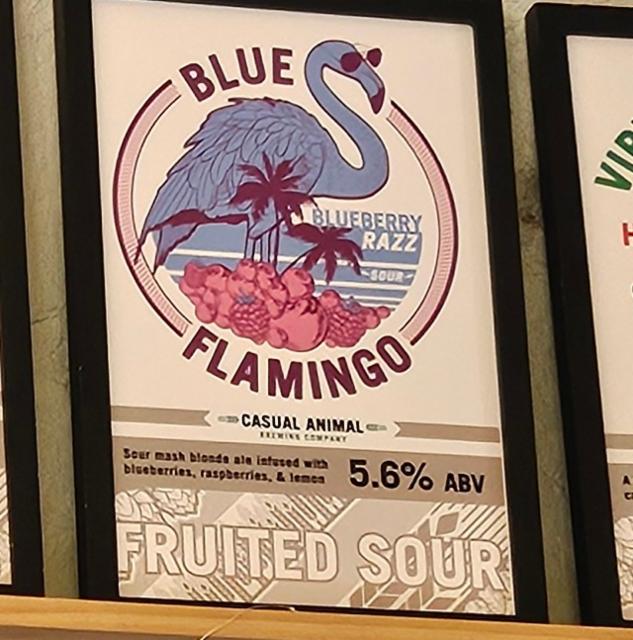 BLUE
BLUEBERRY
RAZZ
SOUR
FLAMINGO
CASUAL ANIMAL
BREWING COMPANY
Sour mash blonde ale infused with
blueberries, raspberries, & lemon
5.6% ABV
FRUITED SOUR
VIR
H
A